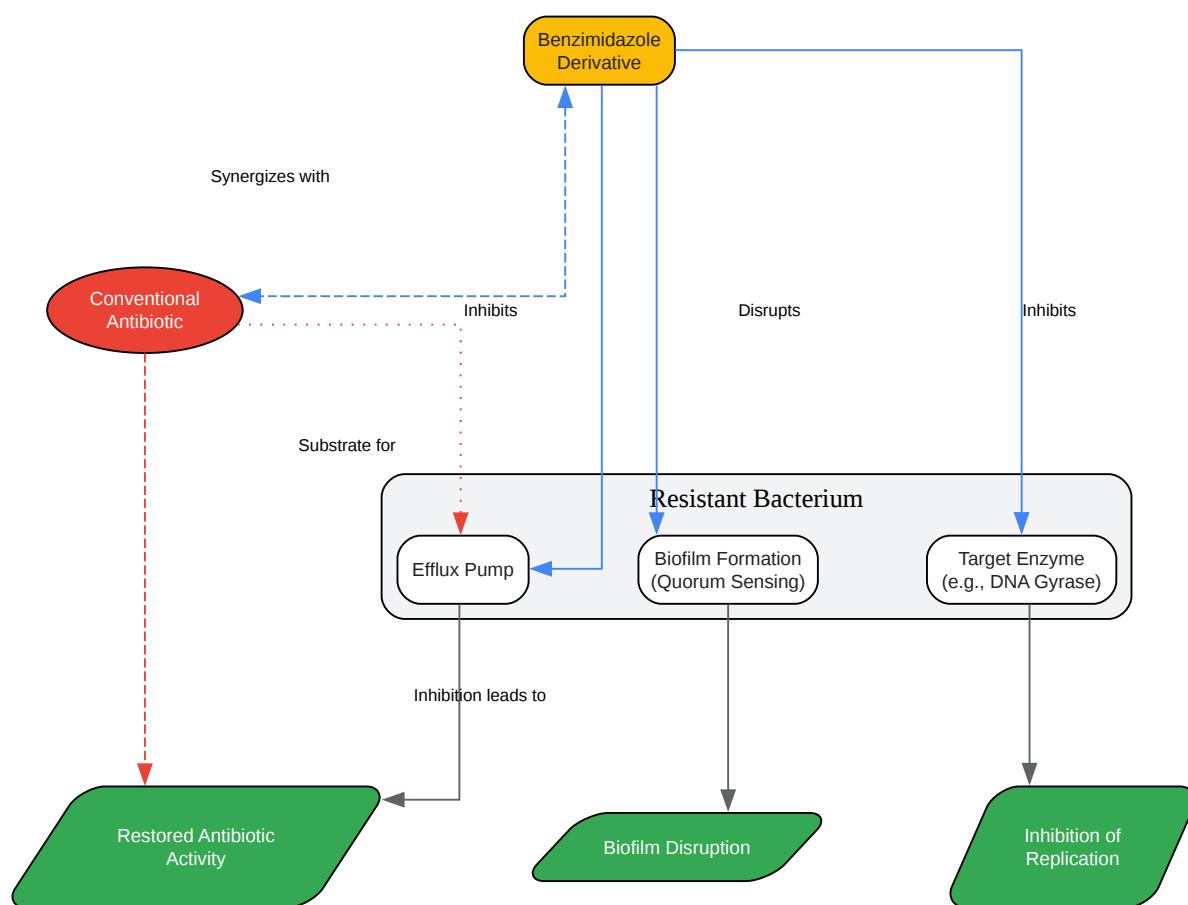 Benzimidazole
Derivative
Synergizes with
Conventional
Antibiotic
Inhibits
Disrupts
Inhibits
Substrate for
Resistant Bacterium
Efflux Pump
Biofilm Formation
(Quorum Sensing)
Target Enzyme
(e.g., DNA Gyrase)
Inhibition leads to
Restored Antibiotic
Activity
Biofilm Disruption
Inhibition of
Replication